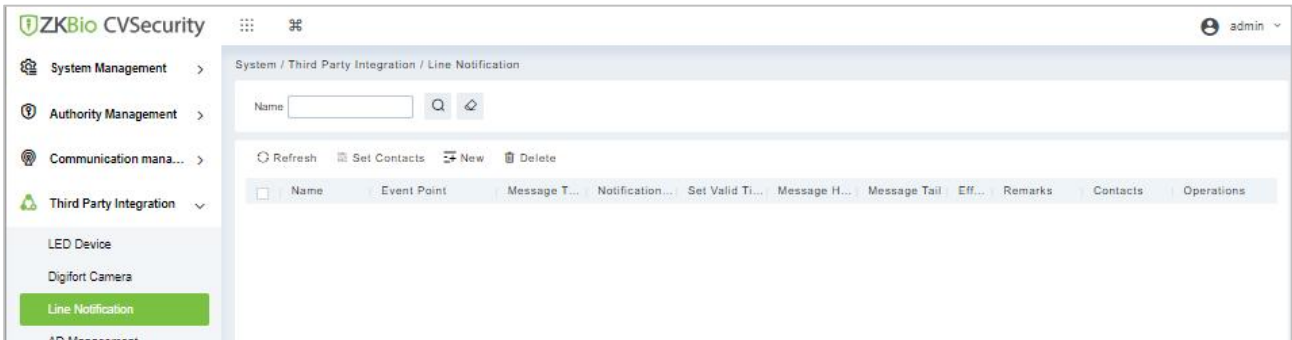 ZKBio CVSecurity
admin
System Management
Authority Management
Communication mana...
Third Party Integration
LED Device
Digifort Camera
Line Notification
AD Management
System / Third Party Integration / Line Notification
Name
Refresh Set Contacts New Delete
Name Event Point Message T... Notification... Set Valid Ti... Message H... Message Tail Eff... Remarks Contacts Operations